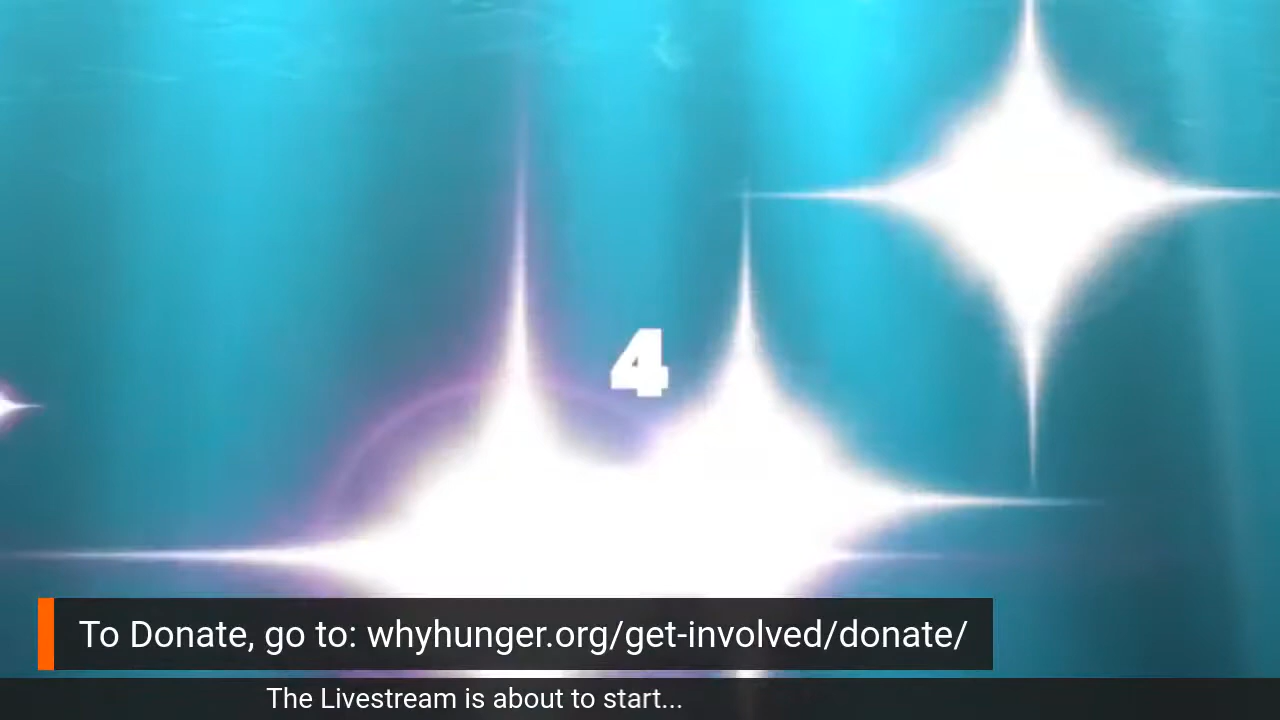 4
To Donate, go to: whyhunger.org/get-involved/donate/
The Livestream is about to start...